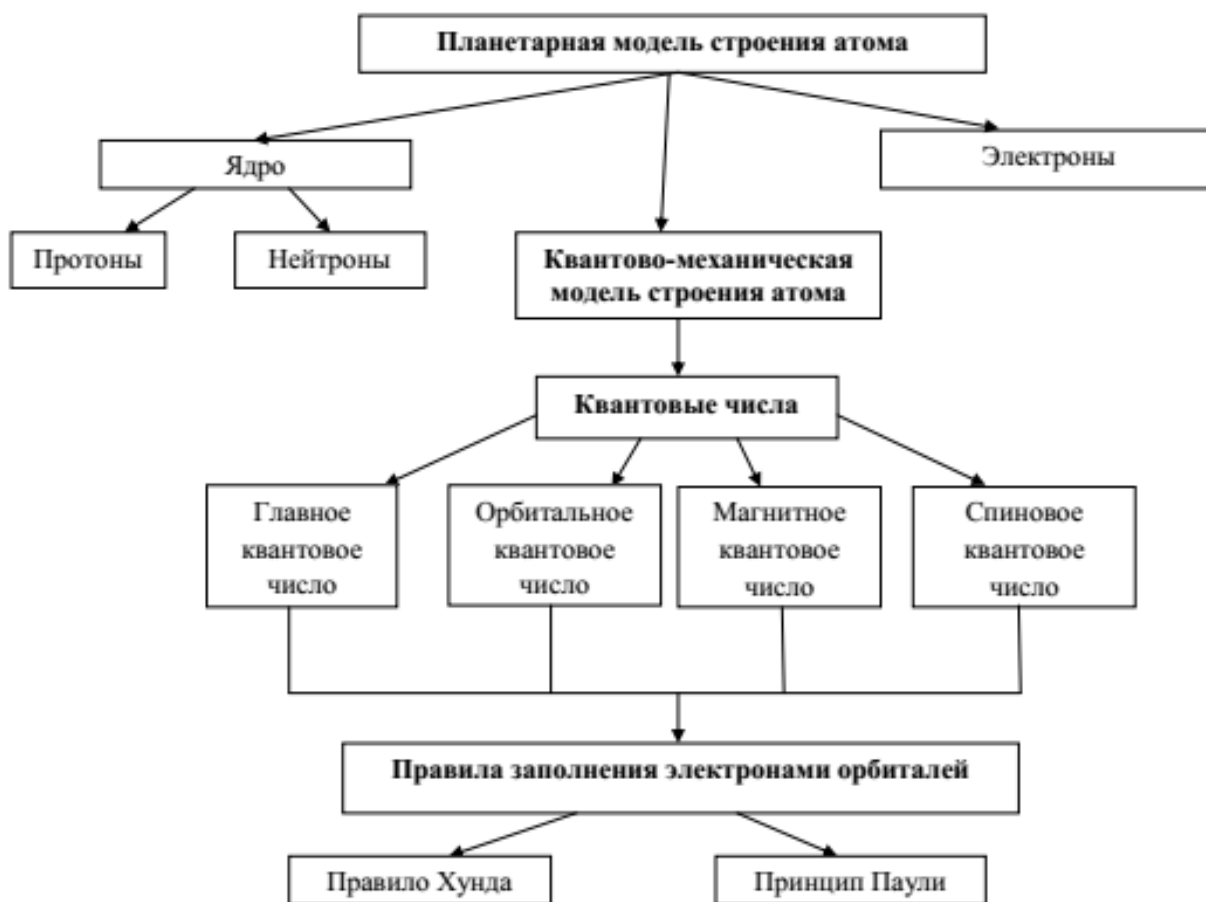 Планетарная модель строения атома
Ядро
Электроны
Протоны
Нейтроны
Квантово-механическая
модель строения атома
Квантовые числа
Главное
квантовое
число
Орбитальное
квантовое
число
Магнитное
квантовое
число
Спиновое
квантовое
число
Правила заполнения электронами орбиталей
Правило Хунда
Принцип Паули